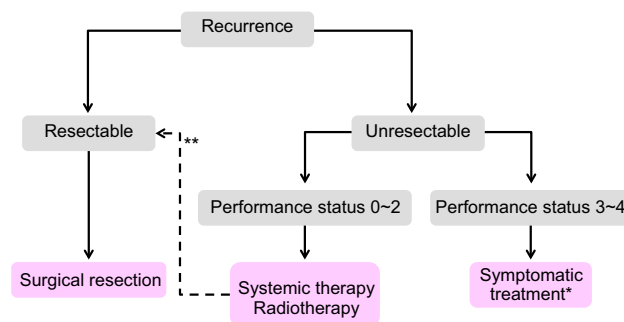 Recurrence
Resectable
**
Unresectable
Performance status 0~2
Performance status 3~4
Surgical resection
Systemic therapy
Radiotherapy
Symptomatic
treatment*